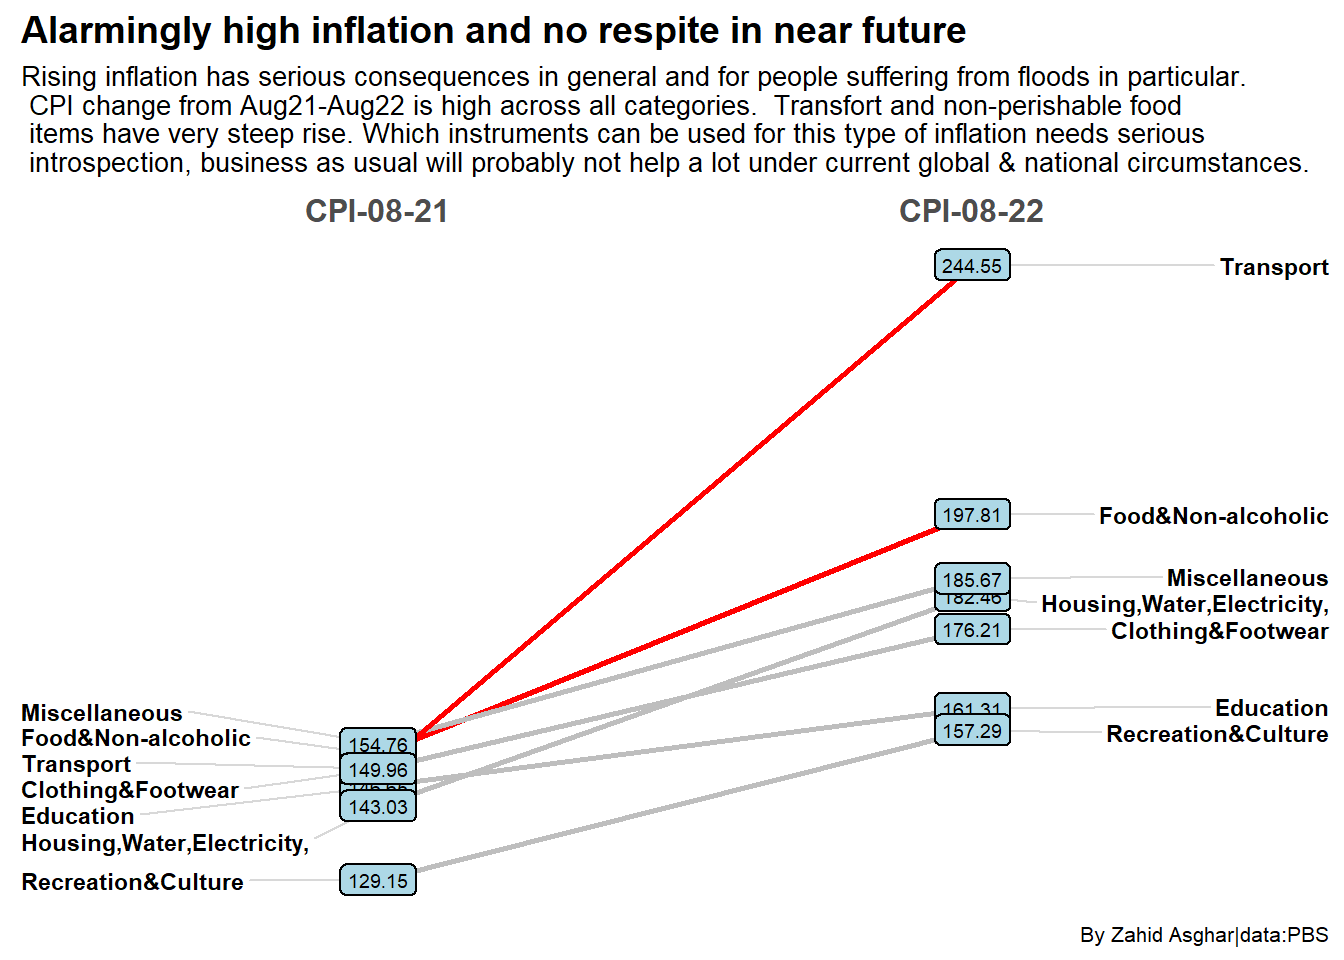 Alarmingly high inflation and no respite in near future
Rising inflation has serious consequences in general and for people suffering from floods in particular.
CPI change from Aug21-Aug22 is high across all categories.  Transfort and non-perishable food
items have very steep rise. Which instruments can be used for this type of inflation needs serious
introspection, business as usual will probably not help a lot under current global & national circumstances.
CPI-08-21
CPI-08-22
244.55
Transport
197.81
Food&Non-alcoholic
185.67
Miscellaneous
182.46
Housing,Water,Electricity,
176.21
Clothing&Footwear
161.31
Education
157.29
Recreation&Culture
Miscellaneous
Food&Non-alcoholic
154.76
Transport
149.96
Clothing&Footwear
Education
143.03
Housing,Water,Electricity,
Recreation&Culture
129.15
By Zahid Asghar|data:PBS